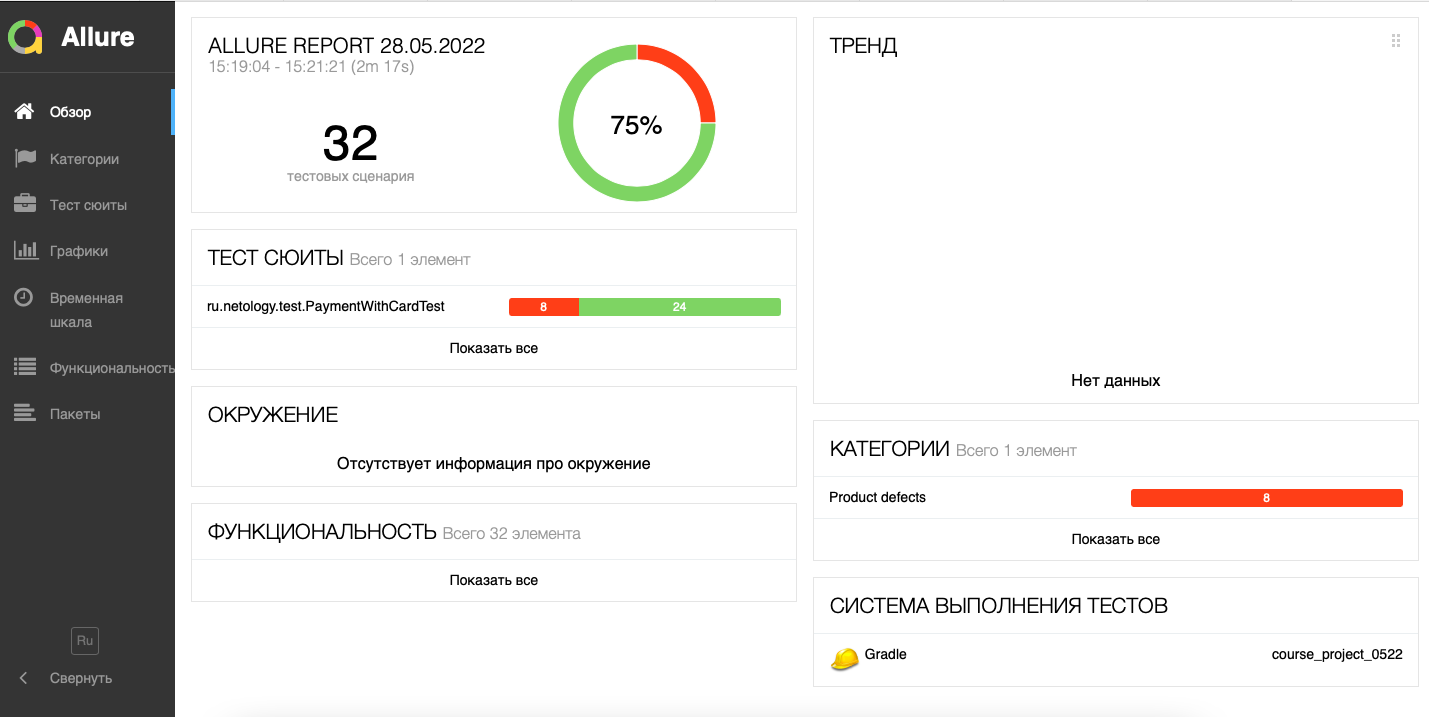 Allure
Обзор
Категории
Тест сюиты
Графики
Временная
шкала
Функциональность
Пакеты
Ru
Свернуть
ALLURE REPORT 28.05.2022
15:19:04 - 15:21:21 (2m 17s)
32
тестовых сценария
75%
ТЕСТ СЮИТЫ Всего 1 элемент
ru.netology.test.PaymentWithCardTest 8 24
Показать все
ОКРУЖЕНИЕ
Отсутствует информация про окружение
ФУНКЦИОНАЛЬНОСТЬ Всего 32 элемента
Показать все
ТРЕНД
Нет данных
КАТЕГОРИИ Всего 1 элемент
Product defects 8
Показать все
СИСТЕМА ВЫПОЛНЕНИЯ ТЕСТОВ
Gradle course_project_0522